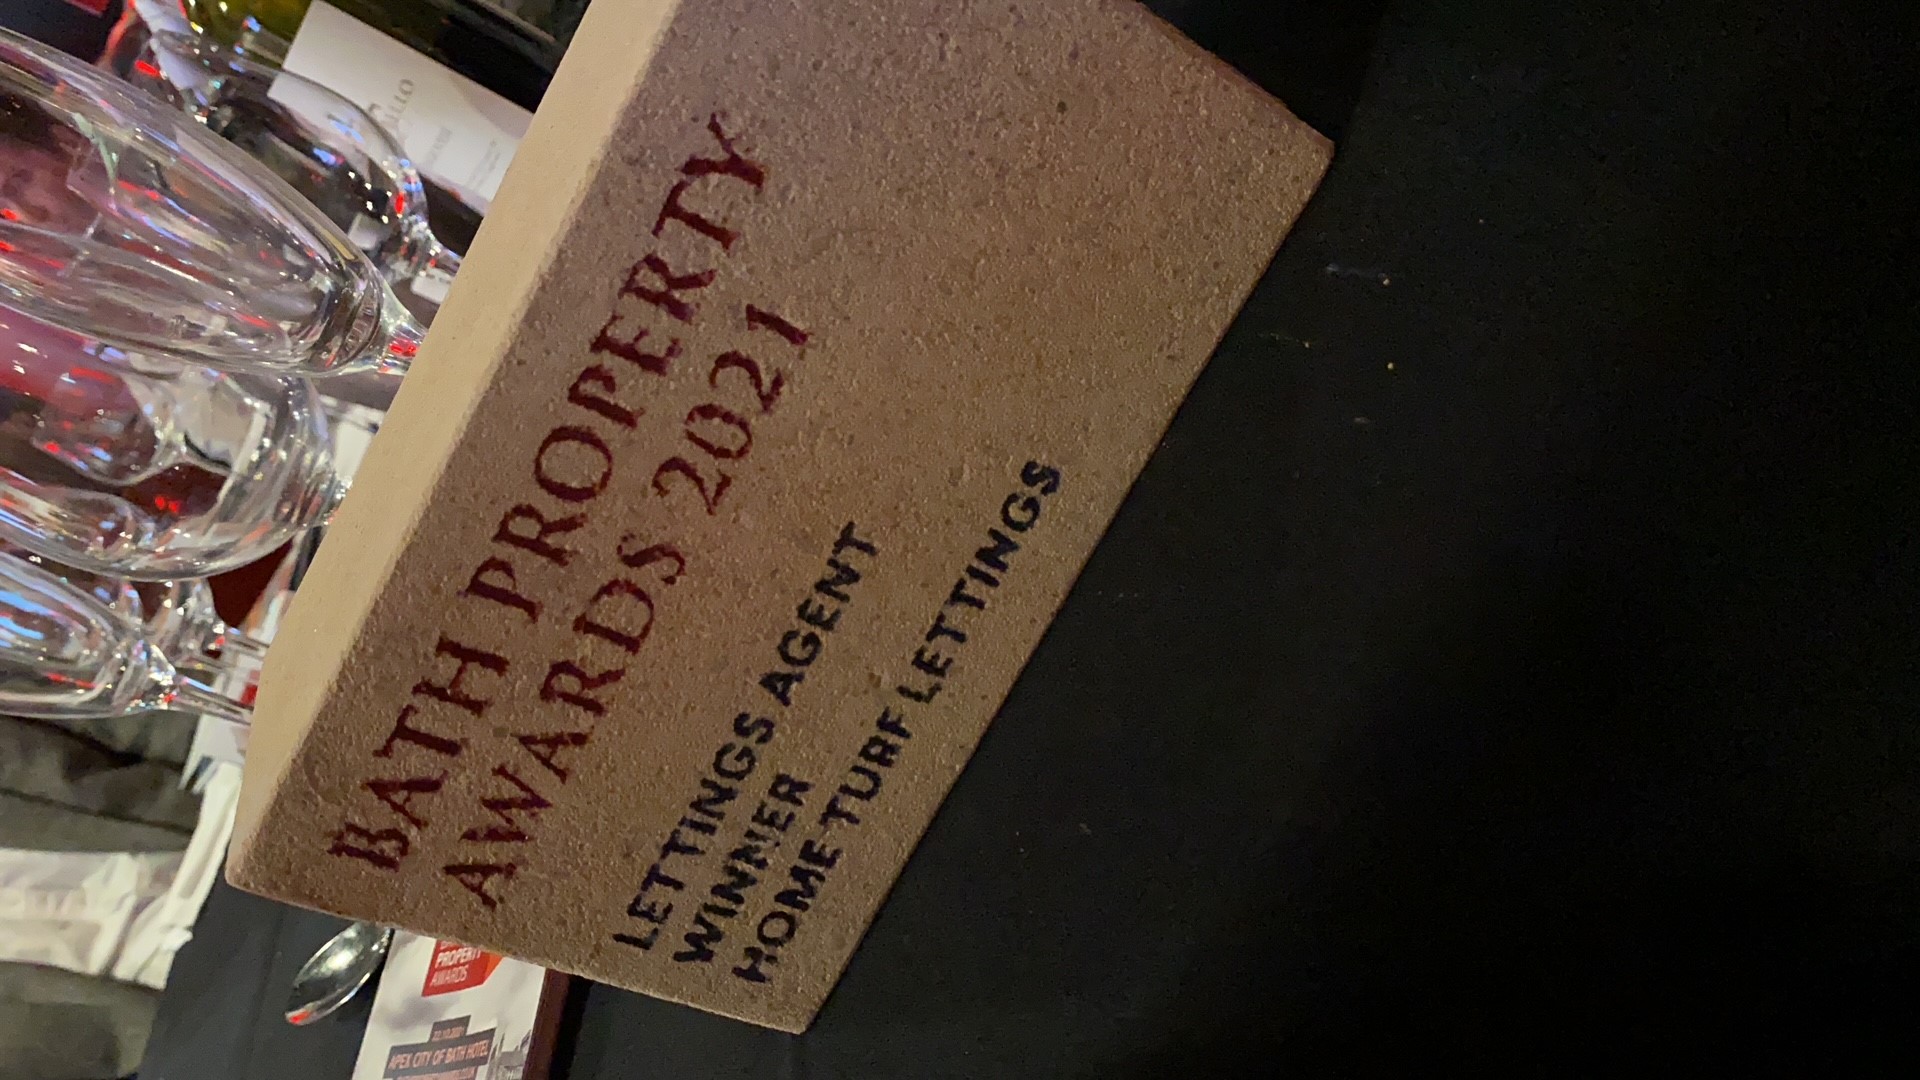 BATH PROPERTY
AWARDS 2021
LETTINGS AGENT
WINNER
HOME TURF LETTINGS
PROPERTY
AWARDS
APEX CITY OF BATH HOTEL